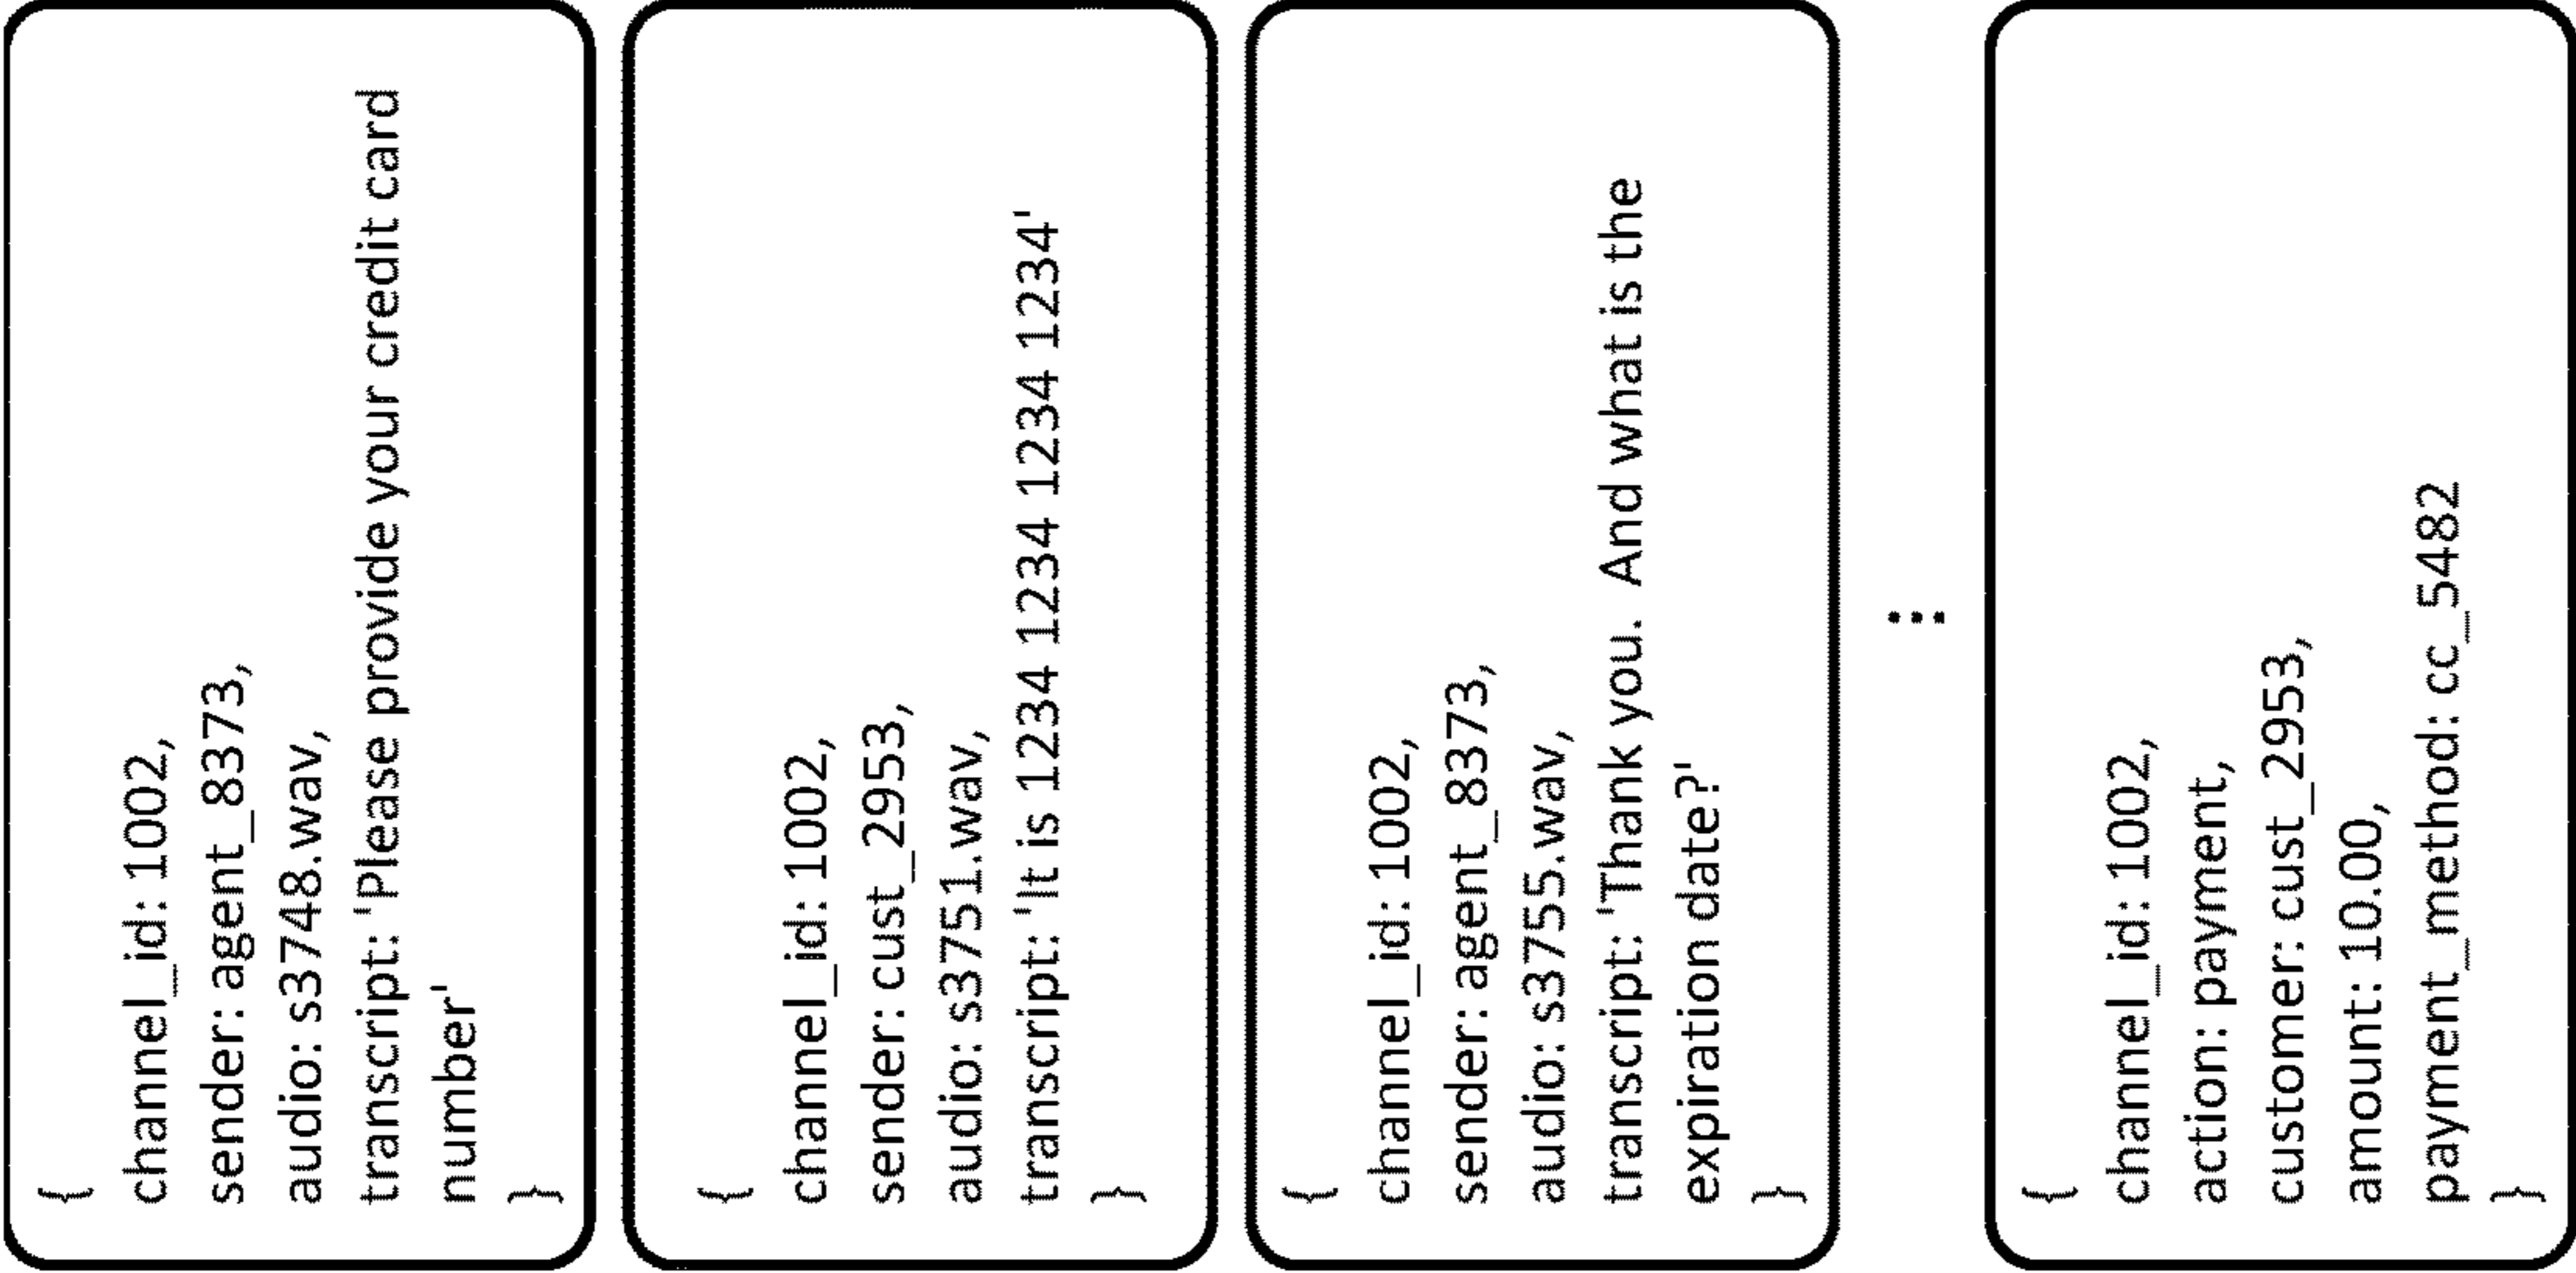 {
channel_id: 1002,
sender: agent_8373,
audio: s3748.wav,
transcript: 'Please provide your credit card
number'
}
{
channel_id: 1002,
sender: cust_2953,
audio: s3751.wav,
transcript: 'It is 1234 1234 1234 1234 1234'
}
{
channel_id: 1002,
sender: agent_8373,
audio: s3755.wav,
transcript: 'Thank you.  And what is the
expiration date?'
}
...
{
channel_id: 1002,
action: payment,
customer: cust_2953,
amount: 10.00,
payment_method: cc_5482
}